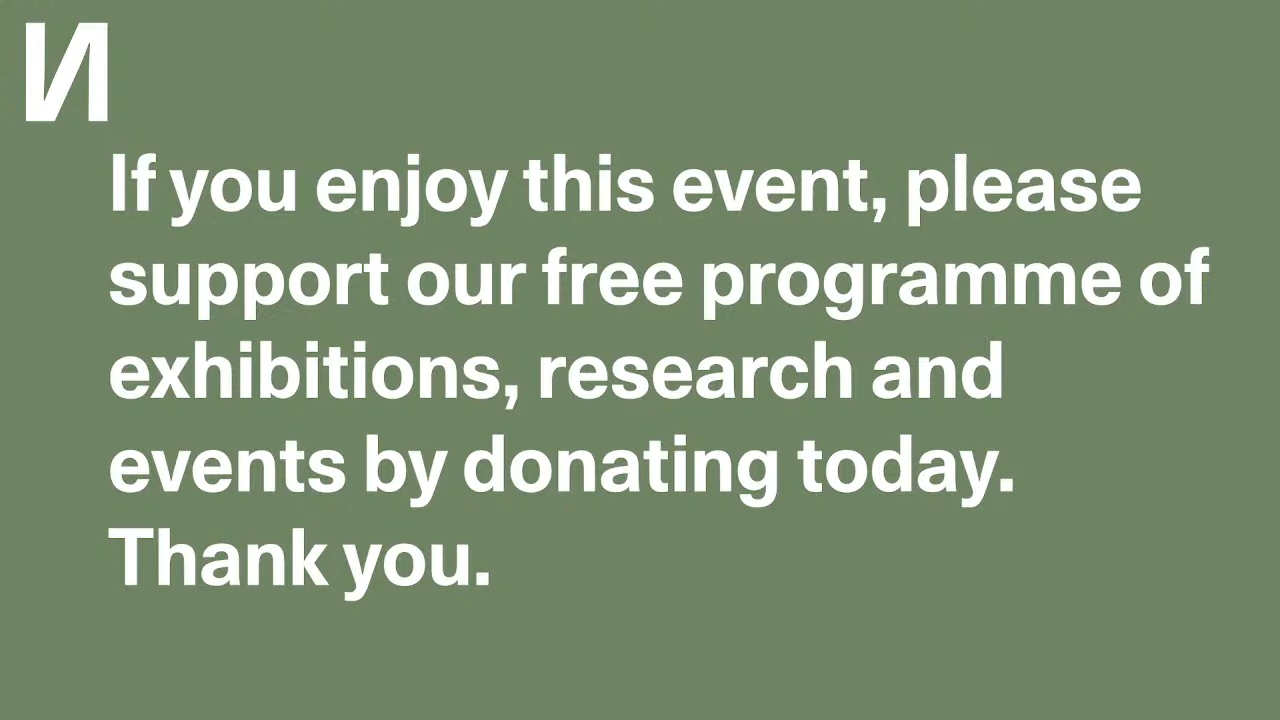 И
If you enjoy this event, please
support our free programme of
exhibitions, research and
events by donating today.
Thank you.